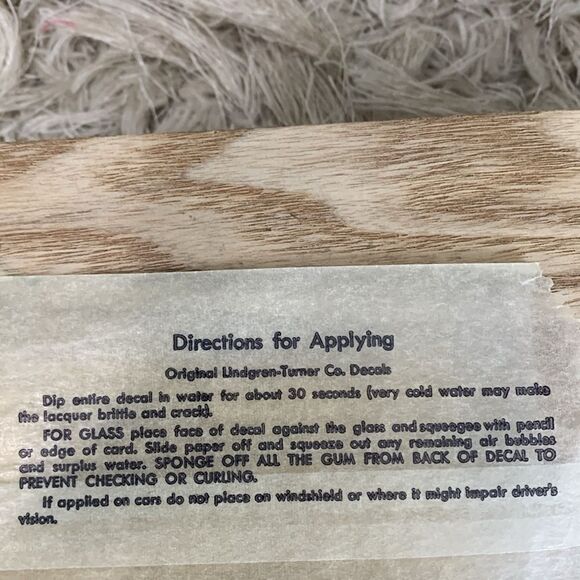 Directions for Applying
Original Lindgren-Turner Co. Decals
Dip entire decal in water for about 30 seconds (very cold water may make
the lacquer brittle and crack).
FOR GLASS place face of decal against the glass and squeegee with pencil
or edge of card. Slide paper off and squeeze out any remaining air bubbles
and surplus water. SPONGE OFF ALL THE GUM FROM BACK OF DECAL TO
PREVENT CHECKING OR CURLING.
If applied on cars do not place on windshield or where it might impair driver's
vision.